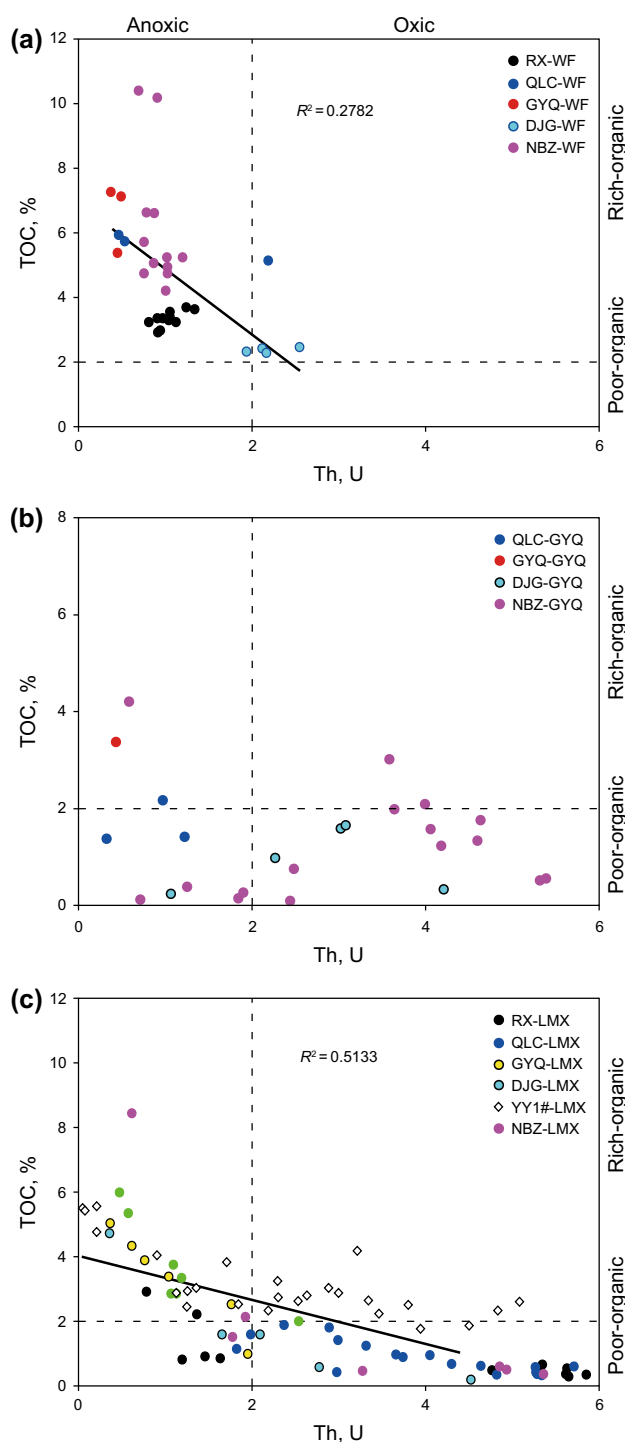 Anoxic Oxic
(a)
12
10
8
6
4
2
0
TOC, %
R² = 0.2782
RX-WF
QLC-WF
GYQ-WF
DJG-WF
NBZ-WF
Rich-organic
Poor-organic
0 2 4 6
Th, U
(b)
8
6
4
2
0
TOC, %
QLC-GYQ
GYQ-GYQ
DJG-GYQ
NBZ-GYQ
Rich-organic
Poor-organic
0 2 4 6
Th, U
(c)
12
10
8
6
4
2
0
TOC, %
R² = 0.5133
RX-LMX
QLC-LMX
GYQ-LMX
DJG-LMX
YY1#-LMX
NBZ-LMX
Rich-organic
Poor-organic
0 2 4 6
Th, U